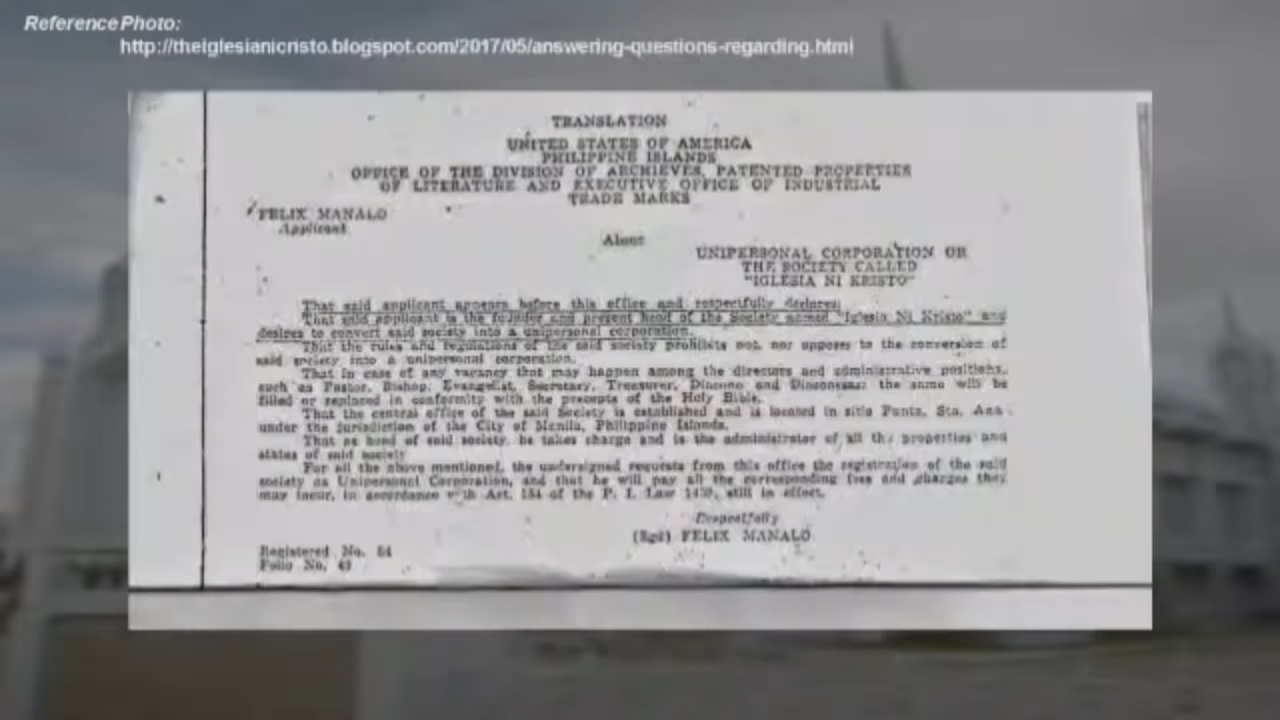 Reference Photo:
http://theiglesianicristo.blogspot.com/2017/05/answering-questions-regarding.html
TRANSLATION
UNITED STATES OF AMERICA
PHILIPPINE ISLANDS
OFFICE OF THE DIVISION OF ARCHIEVES, PATENTED PROPERTIES
OF LITERATURE AND EXECUTIVE OFFICE OF INDUSTRIAL
TRADE MARKS
FELIX MANALO
Applicant
About
UNIPERSONAL CORPORATION OR
THE SOCIETY CALLED
"IGLESIA NI KRISTO"
That said applicant appears before this office and respectfully declares;
That said applicant is the founder and present head of the Society named "Iglesia Ni Kristo" and
desires to convert said society into a unipersonal corporation.
That the rules and regulations of the said society prohibits not, nor opposes to the conversion of
said society into a unipersonal corporation.
That in case of any vacancy that may happen among the directors and administrative positions,
such as Pastor, Bishop, Evangelist, Secretary, Treasurer, Diacono and the same will be
filled or replaced in conformity with the precepts of the Holy Bible.
That the central office of the said Society is established and is located in sitio Punta, Sta. Ana
under the jurisdiction of the City of Manila, Philippine Islands.
That as head of said society, he takes charge and is the administrator of all the properties and
states of said society
For all the above mentioned, the undersigned requests from this office the registration of the said
society as Unipersonal Corporation, and that he will pay all the corresponding fees and charges they
may incur, in accordance with Act. of the P. I. Law still in effect.
Respectfully
(Sgd) FELIX MANALO
Registered No.
Folio No.